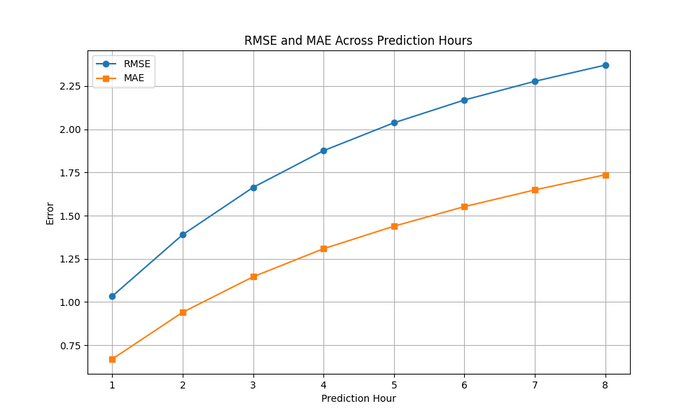 RMSE and MAE Across Prediction Hours
RMSE
MAE
Error
2.25
2.00
1.75
1.50
1.25
1.00
0.75
1 2 3 4 5 6 7 8
Prediction Hour